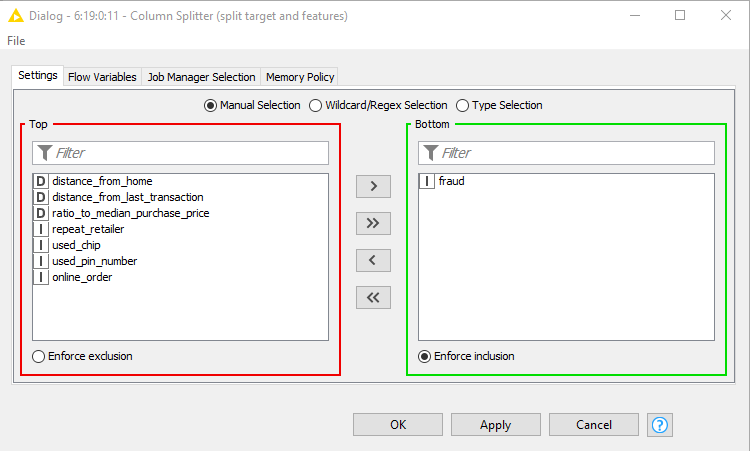 Dialog - 6:19:0:11 - Column Splitter (split target and features)
File
Settings Flow Variables Job Manager Selection Memory Policy
Manual Selection Wildcard/Regex Selection Type Selection
Top
Filter
D distance_from_home
D distance_from_last_transaction
D ratio_to_median_purchase_price
I repeat_retailer
I used_chip
I used_pin_number
I online_order
Enforce exclusion
>
>>
<
<<
Bottom
Filter
I fraud
Enforce inclusion
OK Apply Cancel ?